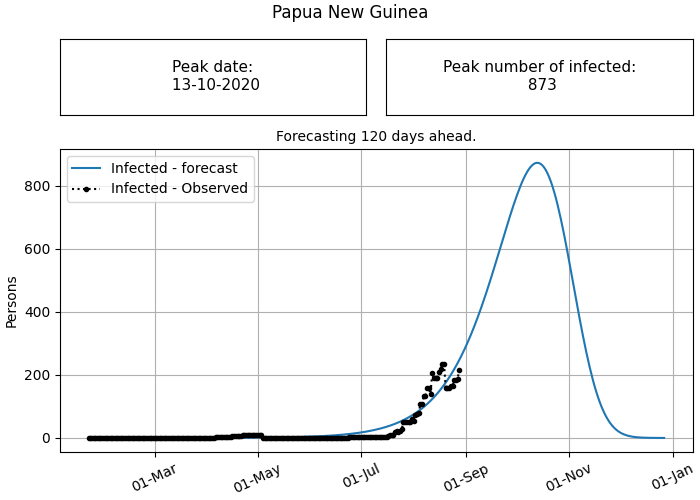 Papua New Guinea
Peak date:
13-10-2020
Peak number of infected:
873
Forecasting 120 days ahead.
Infected - forecast
Infected - Observed
Persons
800
600
400
200
0
01-Mar
01-May
01-Jul
01-Sep
01-Nov
01-Jan